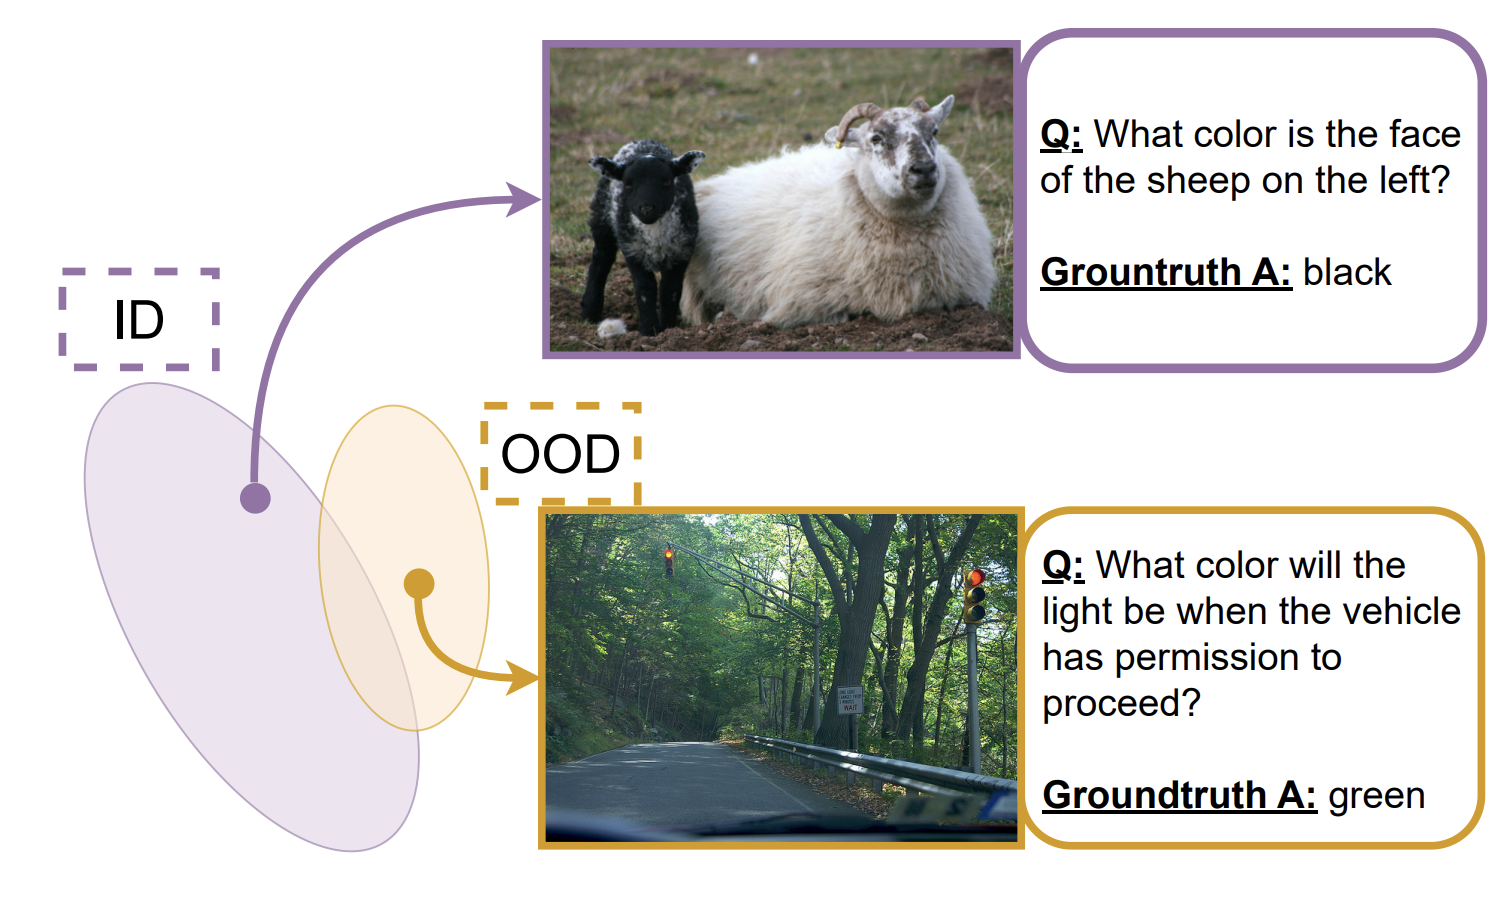 Q: What color is the face
of the sheep on the left?
Grountruth A: black
ID
OOD
Q: What color will the
light be when the vehicle
has permission to
proceed?
Groundtruth A: green
WAIT